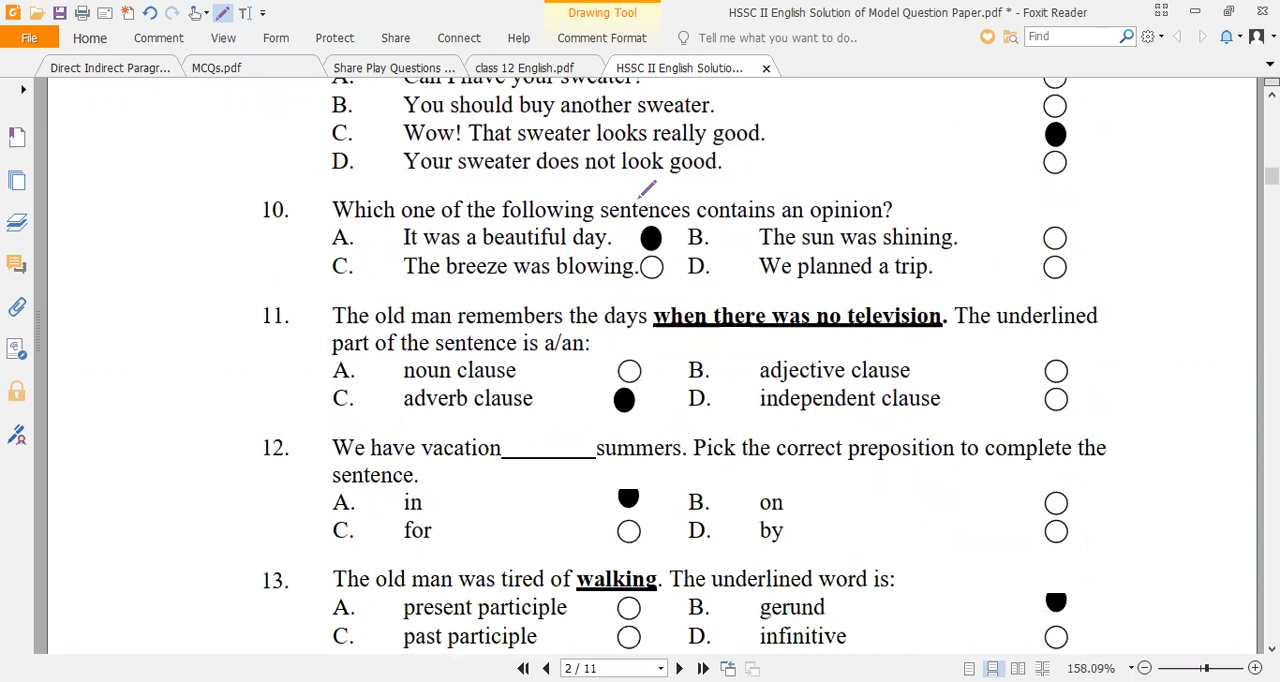 Drawing Tool
HSSC II English Solution of Model Question Paper.pdf * - Foxit Reader
File Home Comment View Form Protect Share Connect Help Comment Format Tell me what you want to do.. Find
Direct Indirect Paragr... MCQs.pdf Share Play Questions ... class 12 English.pdf HSSC II English Solutio... ×
A. Can I have your sweater?
B. You should buy another sweater.
C. Wow! That sweater looks really good.
D. Your sweater does not look good.
10. Which one of the following sentences contains an opinion?
A. It was a beautiful day. B. The sun was shining.
C. The breeze was blowing. D. We planned a trip.
11. The old man remembers the days when there was no television. The underlined
part of the sentence is a/an:
A. noun clause B. adjective clause
C. adverb clause D. independent clause
12. We have vacation________summers. Pick the correct preposition to complete the
sentence.
A. in B. on
C. for D. by
13. The old man was tired of walking. The underlined word is:
A. present participle B. gerund
C. past participle D. infinitive
2 / 11 158.09%